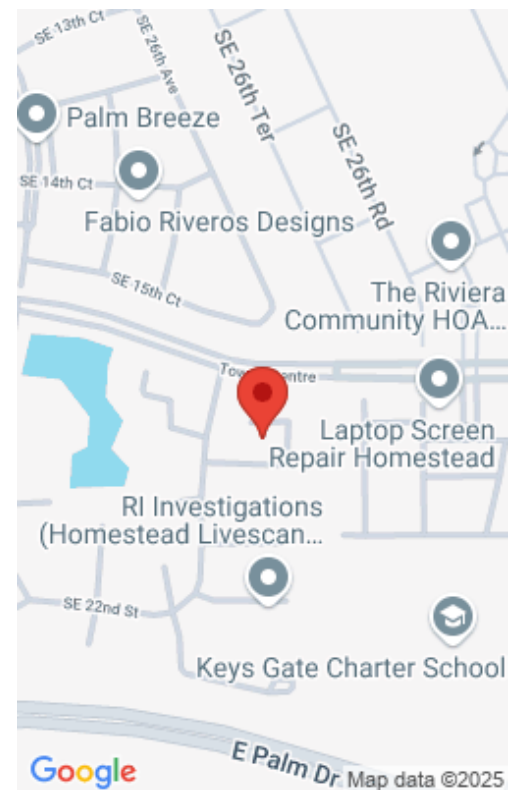 SE 13th Ct
SE 26th Ave
SE 26th Ter
SE 26th Rd
Palm Breeze
SE 14th Ct
Fabio Riveros Designs
SE 15th Ct
The Riviera
Community HOA...
Centre
Laptop Screen
Repair Homestead
RI Investigations
(Homestead Livescan...
SE 22nd St
Keys Gate Charter School
E Palm Dr
Google
Map data ©2025